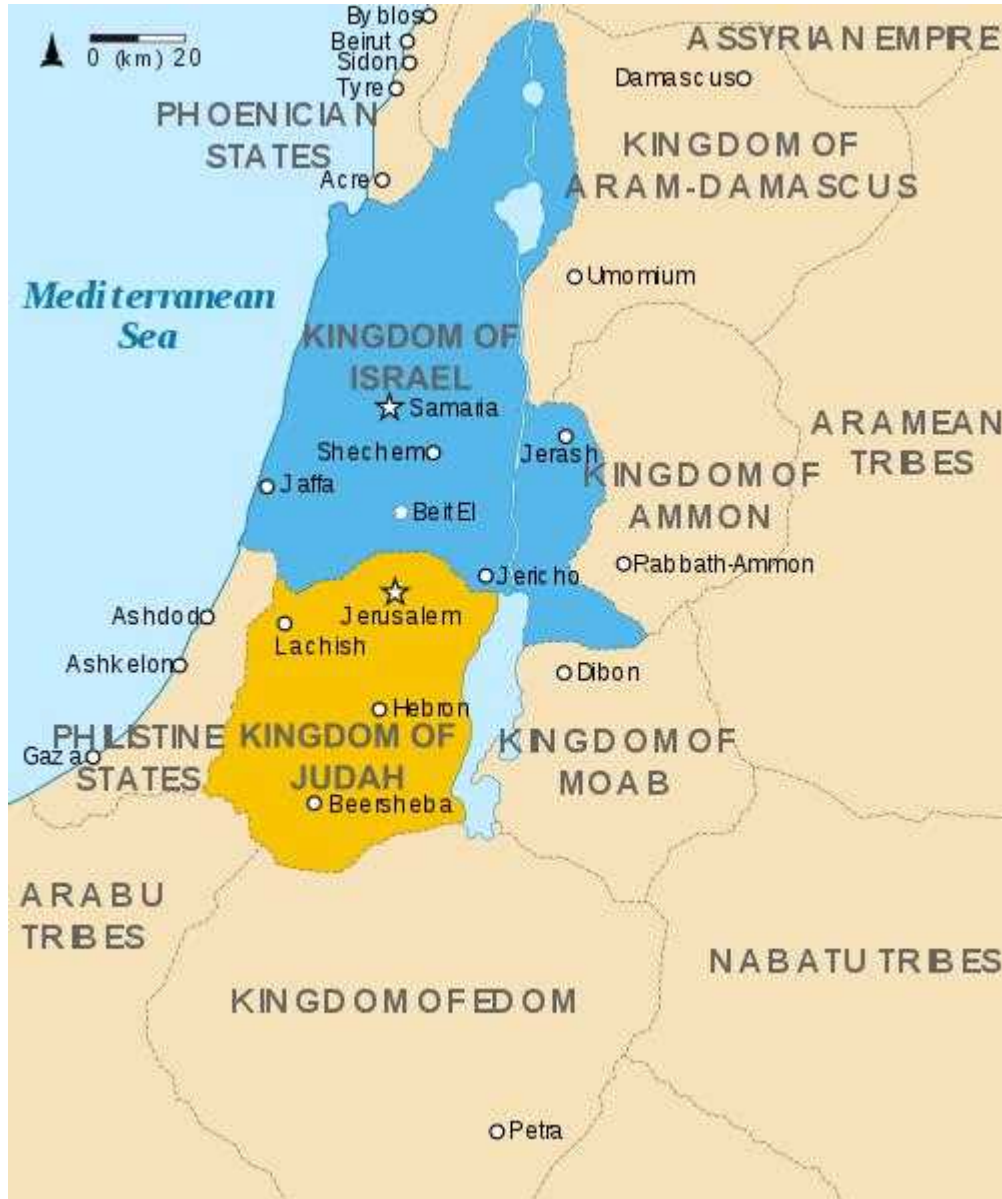 Byblos
Beirut
Sidon
Tyre
0 (km) 20
ASSYRIAN EMPIRE
Damascus
PHOENICIAN
STATES
KINGDOM OF
ARAM-DAMASCUS
Acre
Umomium
Mediterranean
Sea
KINGDOM OF
ISRAEL
Samaria
Shechem
Jerash
ARAMEAN
TRIBES
Jaffa
KINGDOM OF
AMMON
Beit El
Jericho
Rabbath-Ammon
Jerusalem
Ashdod
Lachish
Ashkelon
Dibon
Hebron
PHILISTINE
STATES
KINGDOM OF
JUDAH
KINGDOM OF
MOAB
Gaza
Beersheba
ARABU
TRIBES
NABATU TRIBES
KINGDOM OF EDOM
Petra